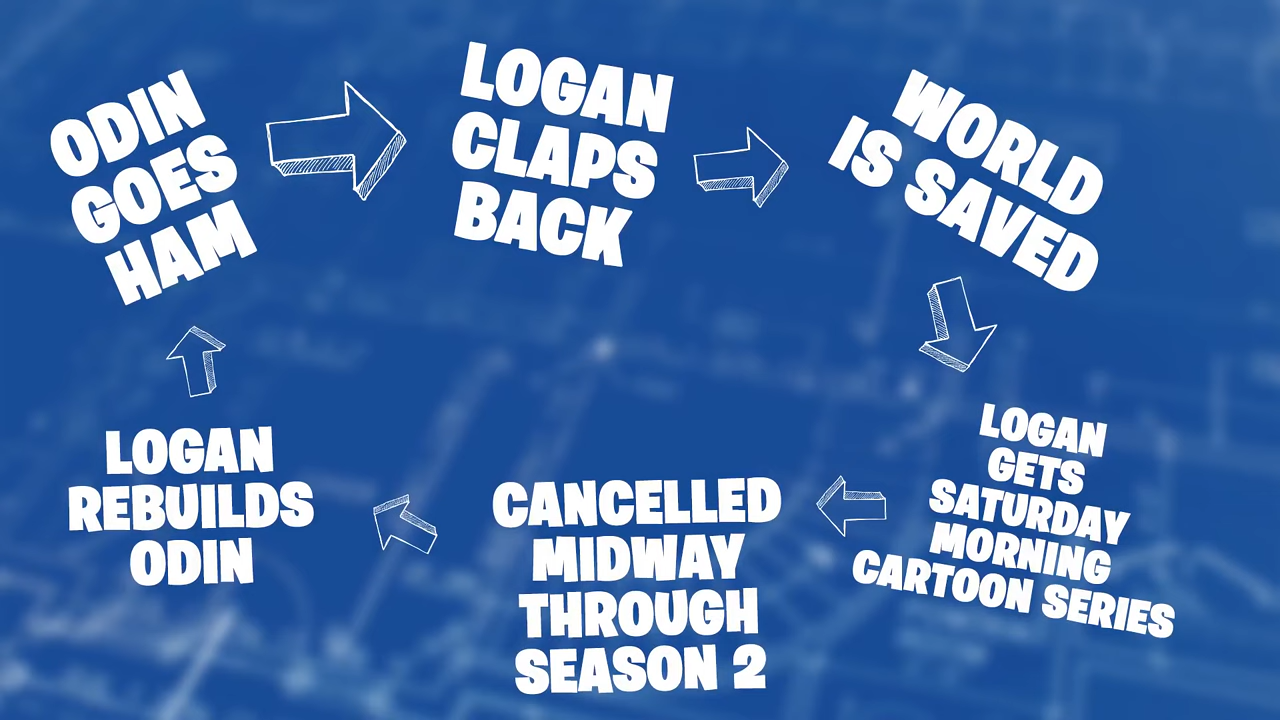 ODIN
GOES
HAM
LOGAN
CLAPS
BACK
WORLD
IS SAVED
LOGAN
GETS
SATURDAY
MORNING
CARTOON SERIES
CANCELLED
MIDWAY
THROUGH
SEASON 2
LOGAN
REBUILDS
ODIN